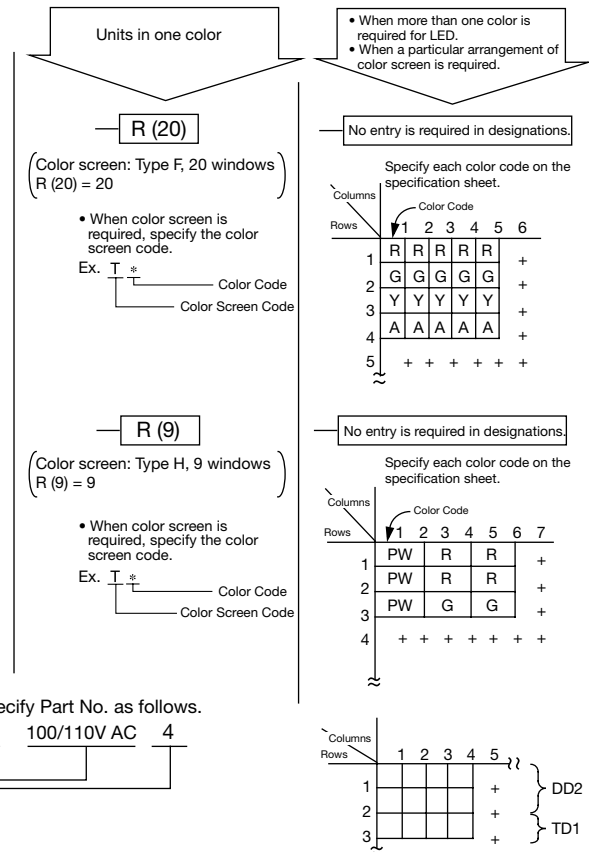 Units in one color
• When more than one color is
required for LED.
• When a particular arrangement of
color screen is required.
R (20)
Color screen: Type F, 20 windows
R (20) = 20
• When color screen is
required, specify the color
screen code.
Ex. T *
Color Code
Color Screen Code
No entry is required in designations.
Specify each color code on the
specification sheet.
Columns
Color Code
Rows 1 2 3 4 5 6
1 R R R R R +
2 G G G G G +
3 Y Y Y Y Y +
4 A A A A A +
5 + + + + + +
R (9)
Color screen: Type H, 9 windows
R (9) = 9
• When color screen is
required, specify the color
screen code.
Ex. T *
Color Code
Color Screen Code
No entry is required in designations.
Specify each color code on the
specification sheet.
Columns
Color Code
Rows 1 2 3 4 5 6 7
1 PW R R +
2 PW R R +
3 PW G G +
4 + + + + + + +
ecify Part No. as follows.
100/110V AC 4
Columns
Rows 1 2 3 4 5
1 +
DD2
2 +
TD1
3 +